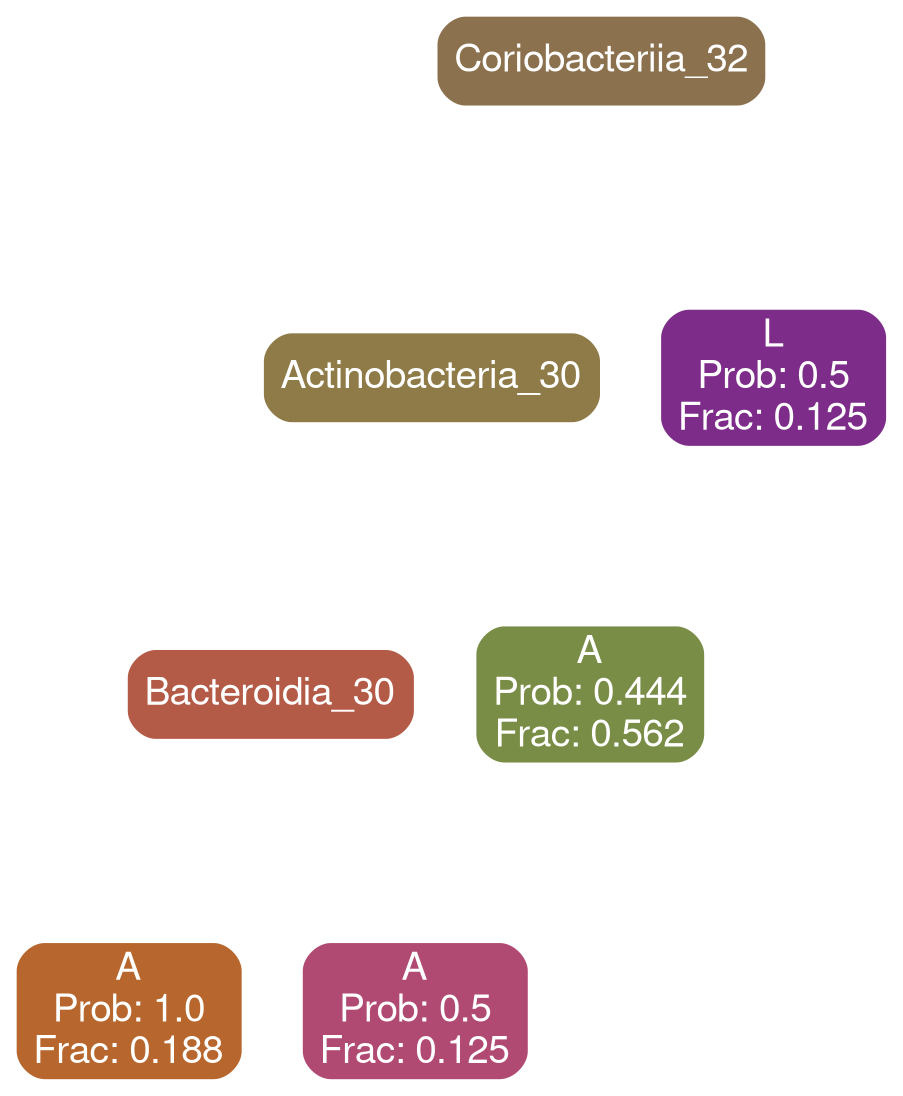 Coriobacteriia_32
Actinobacteria_30
L
Prob: 0.5
Frac: 0.125
Bacteroidia_30
A
Prob: 0.444
Frac: 0.562
A
Prob: 1.0
Frac: 0.188
A
Prob: 0.5
Frac: 0.125